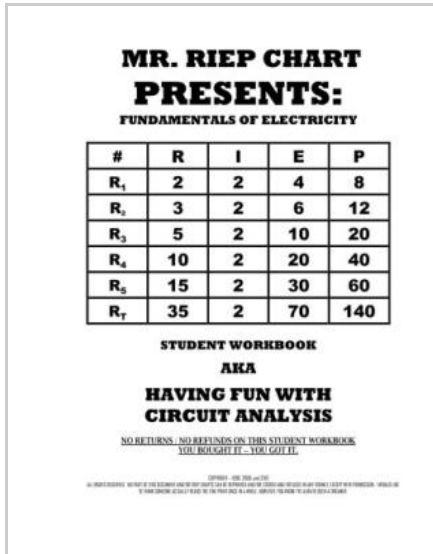 MR. RIEP CHART
PRESENTS:
FUNDAMENTALS OF ELECTRICITY
# R I E P
R₁ 2 2 4 8
R₂ 3 2 6 12
R₃ 5 2 10 20
R₄ 10 2 20 40
R₅ 15 2 30 60
R_T 35 2 70 140
STUDENT WORKBOOK
AKA
HAVING FUN WITH
CIRCUIT ANALYSIS
NO RETURNS / NO REFUNDS ON THIS STUDENT WORKBOOK
YOU BOUGHT IT – YOU GOT IT.